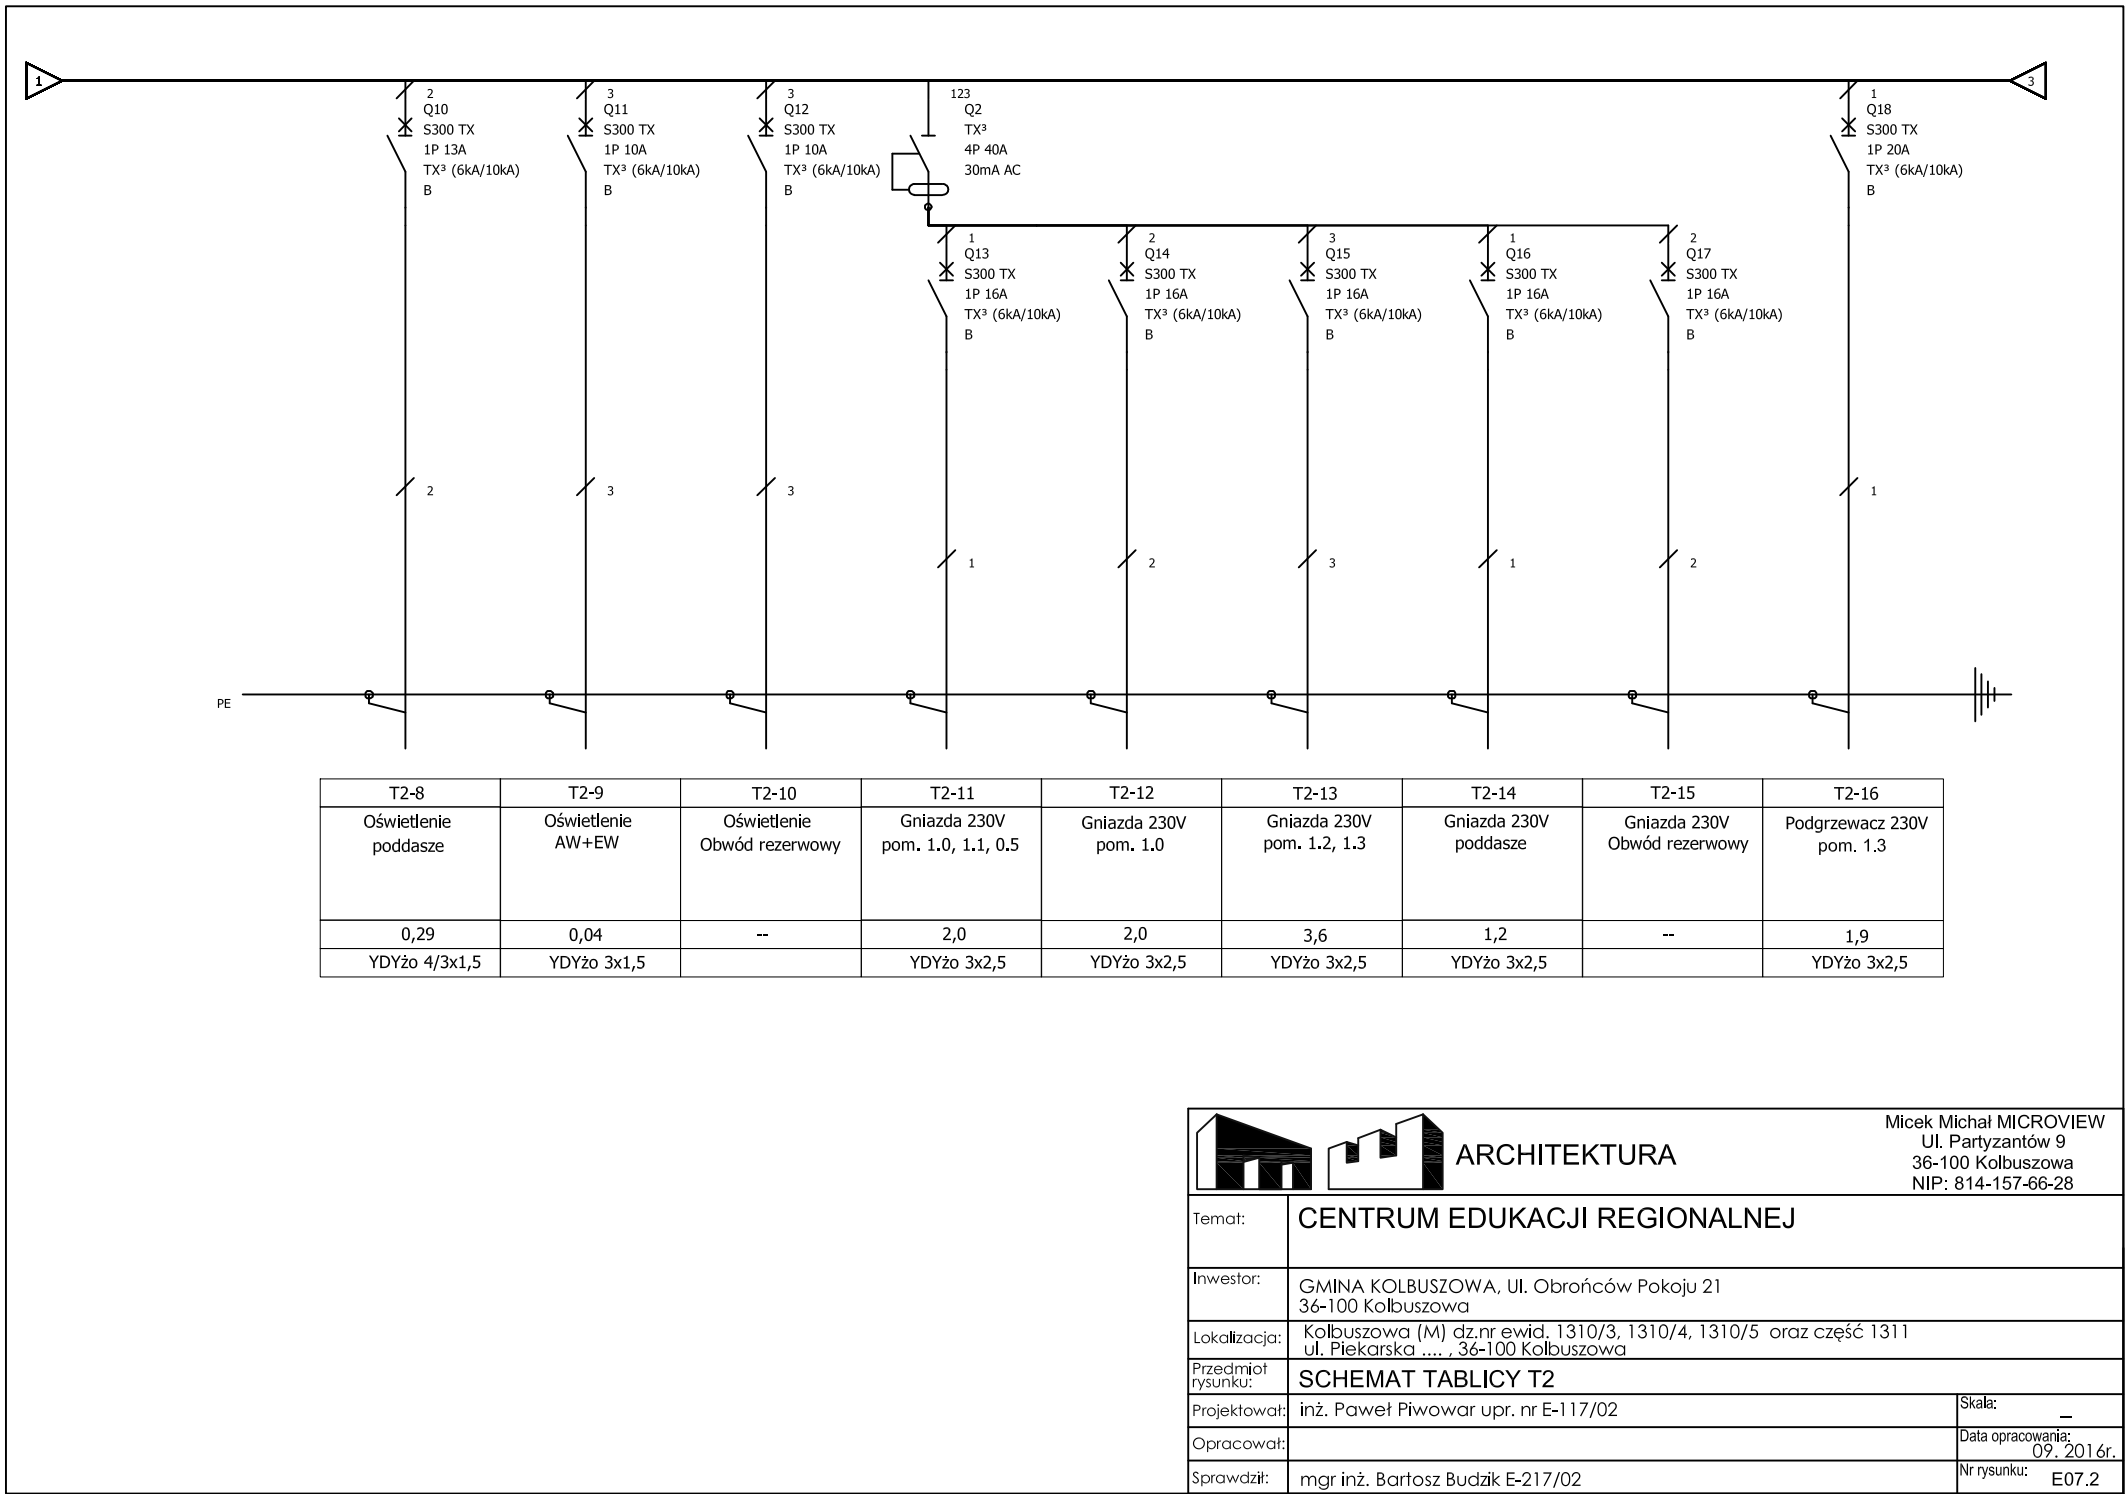 1
3
2
Q10
S300 TX
1P 13A
TX³ (6kA/10kA)
B
3
Q11
S300 TX
1P 10A
TX³ (6kA/10kA)
B
3
Q12
S300 TX
1P 10A
TX³ (6kA/10kA)
B
123
Q2
TX³
4P 40A
30mA AC
1
Q18
S300 TX
1P 20A
TX³ (6kA/10kA)
B
1
Q13
S300 TX
1P 16A
TX³ (6kA/10kA)
B
2
Q14
S300 TX
1P 16A
TX³ (6kA/10kA)
B
3
Q15
S300 TX
1P 16A
TX³ (6kA/10kA)
B
1
Q16
S300 TX
1P 16A
TX³ (6kA/10kA)
B
2
Q17
S300 TX
1P 16A
TX³ (6kA/10kA)
B
2
3
3
1
1
2
3
1
2
PE
T2-8 T2-9 T2-10 T2-11 T2-12 T2-13 T2-14 T2-15 T2-16
Oświetlenie
poddasze
Oświetlenie
AW+EW
Oświetlenie
Obwód rezerwowy
Gniazda 230V
pom. 1.0, 1.1, 0.5
Gniazda 230V
pom. 1.0
Gniazda 230V
pom. 1.2, 1.3
Gniazda 230V
poddasze
Gniazda 230V
Obwód rezerwowy
Podgrzewacz 230V
pom. 1.3
0,29 0,04 -- 2,0 2,0 3,6 1,2 -- 1,9
YDYżo 4/3x1,5 YDYżo 3x1,5 YDYżo 3x2,5 YDYżo 3x2,5 YDYżo 3x2,5 YDYżo 3x2,5 YDYżo 3x2,5
ARCHITEKTURA
Micek Michał MICROVIEW
Ul. Partyzantów 9
36-100 Kolbuszowa
NIP: 814-157-66-28
Temat: CENTRUM EDUKACJI REGIONALNEJ
Inwestor: GMINA KOLBUSZOWA, Ul. Obrońców Pokoju 21
36-100 Kolbuszowa
Lokalizacja: Kolbuszowa (M) dz.nr ewid. 1310/3, 1310/4, 1310/5 oraz część 1311
ul. Piekarska .... , 36-100 Kolbuszowa
Przedmiot
rysunku: SCHEMAT TABLICY T2
Projektował: inż. Paweł Piwowar upr. nr E-117/02
Skala: _
Opracował:
Data opracowania:
09. 2016r.
Sprawdził: mgr inż. Bartosz Budzik E-217/02
Nr rysunku: E07.2